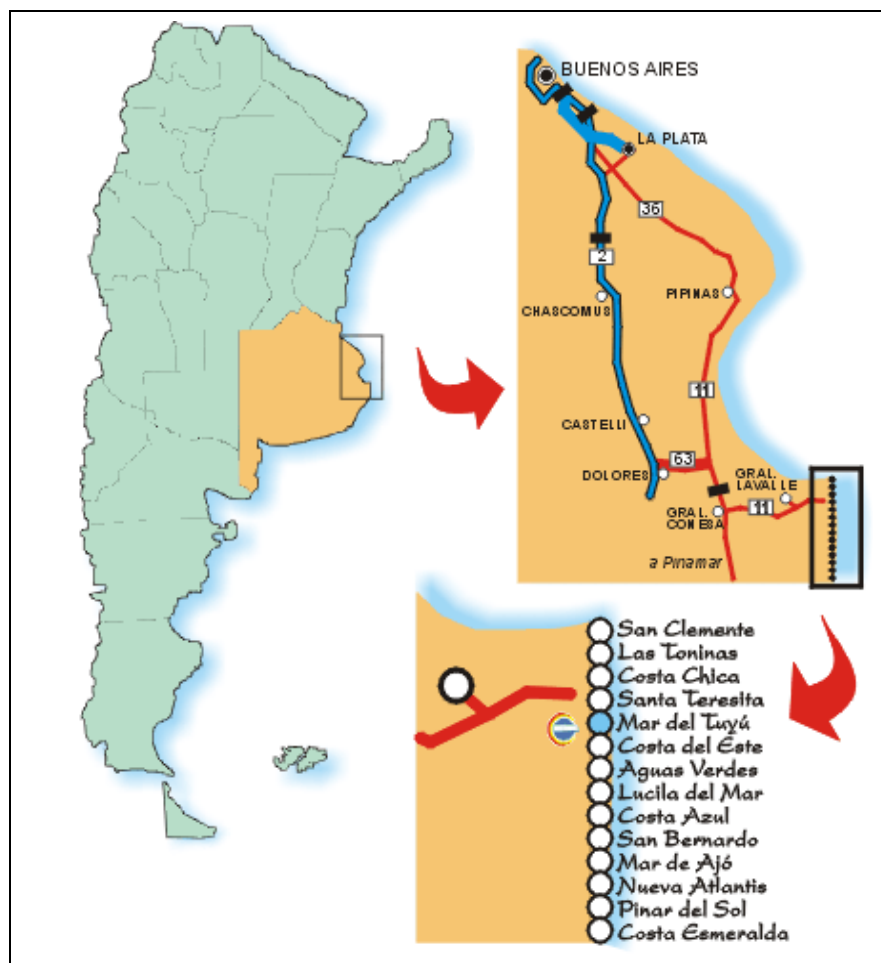 BUENOS AIRES
LA PLATA
36
2
PIPINAS
CHASCOMUS
11
CASTELLI
63
DOLORES
GRAL.
LAVALLE
GRAL.
CONESA
11
a Pinamar
San Clemente
Las Toninas
Costa Chica
Santa Teresita
Mar del Tuyú
Costa del Éste
Aguas Verdes
Lucila del Mar
Costa Azul
San Bernardo
Mar de Ajó
Nueva Atlantis
Pinar del Sol
Costa Esmeralda